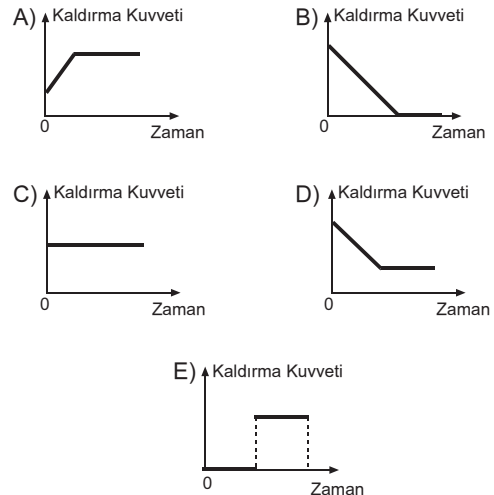 A) Kaldırma Kuvveti
0
Zaman
B) Kaldırma Kuvveti
0
Zaman
C) Kaldırma Kuvveti
0
Zaman
D) Kaldırma Kuvveti
0
Zaman
E) Kaldırma Kuvveti
0
Zaman